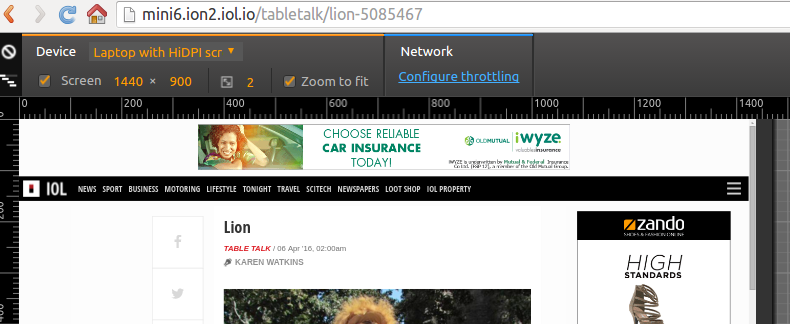 mini6.ion2.iol.io/tabletalk/lion-5085467
Device Laptop with HiDPI scr Network
Screen 1440 × 900 2 Zoom to fit Configure throttling
0 200 400 600 800 1000 1200 1400
CHOOSE RELIABLE
CAR INSURANCE
TODAY!
OLDMUTUAL iwyze
reliableinsurance
iWYZE is underwritten by Mutual & Federal Insurance
Co Ltd. (FSP 12), a member of the Old Mutual Group.
IOL NEWS SPORT BUSINESS MOTORING LIFESTYLE TONIGHT TRAVEL SCITECH NEWSPAPERS LOOT SHOP IOL PROPERTY
Lion
TABLE TALK / 06 Apr '16, 02:00am
KAREN WATKINS
zando
SHOES & FASHION ONLINE
HIGH
STANDARDS